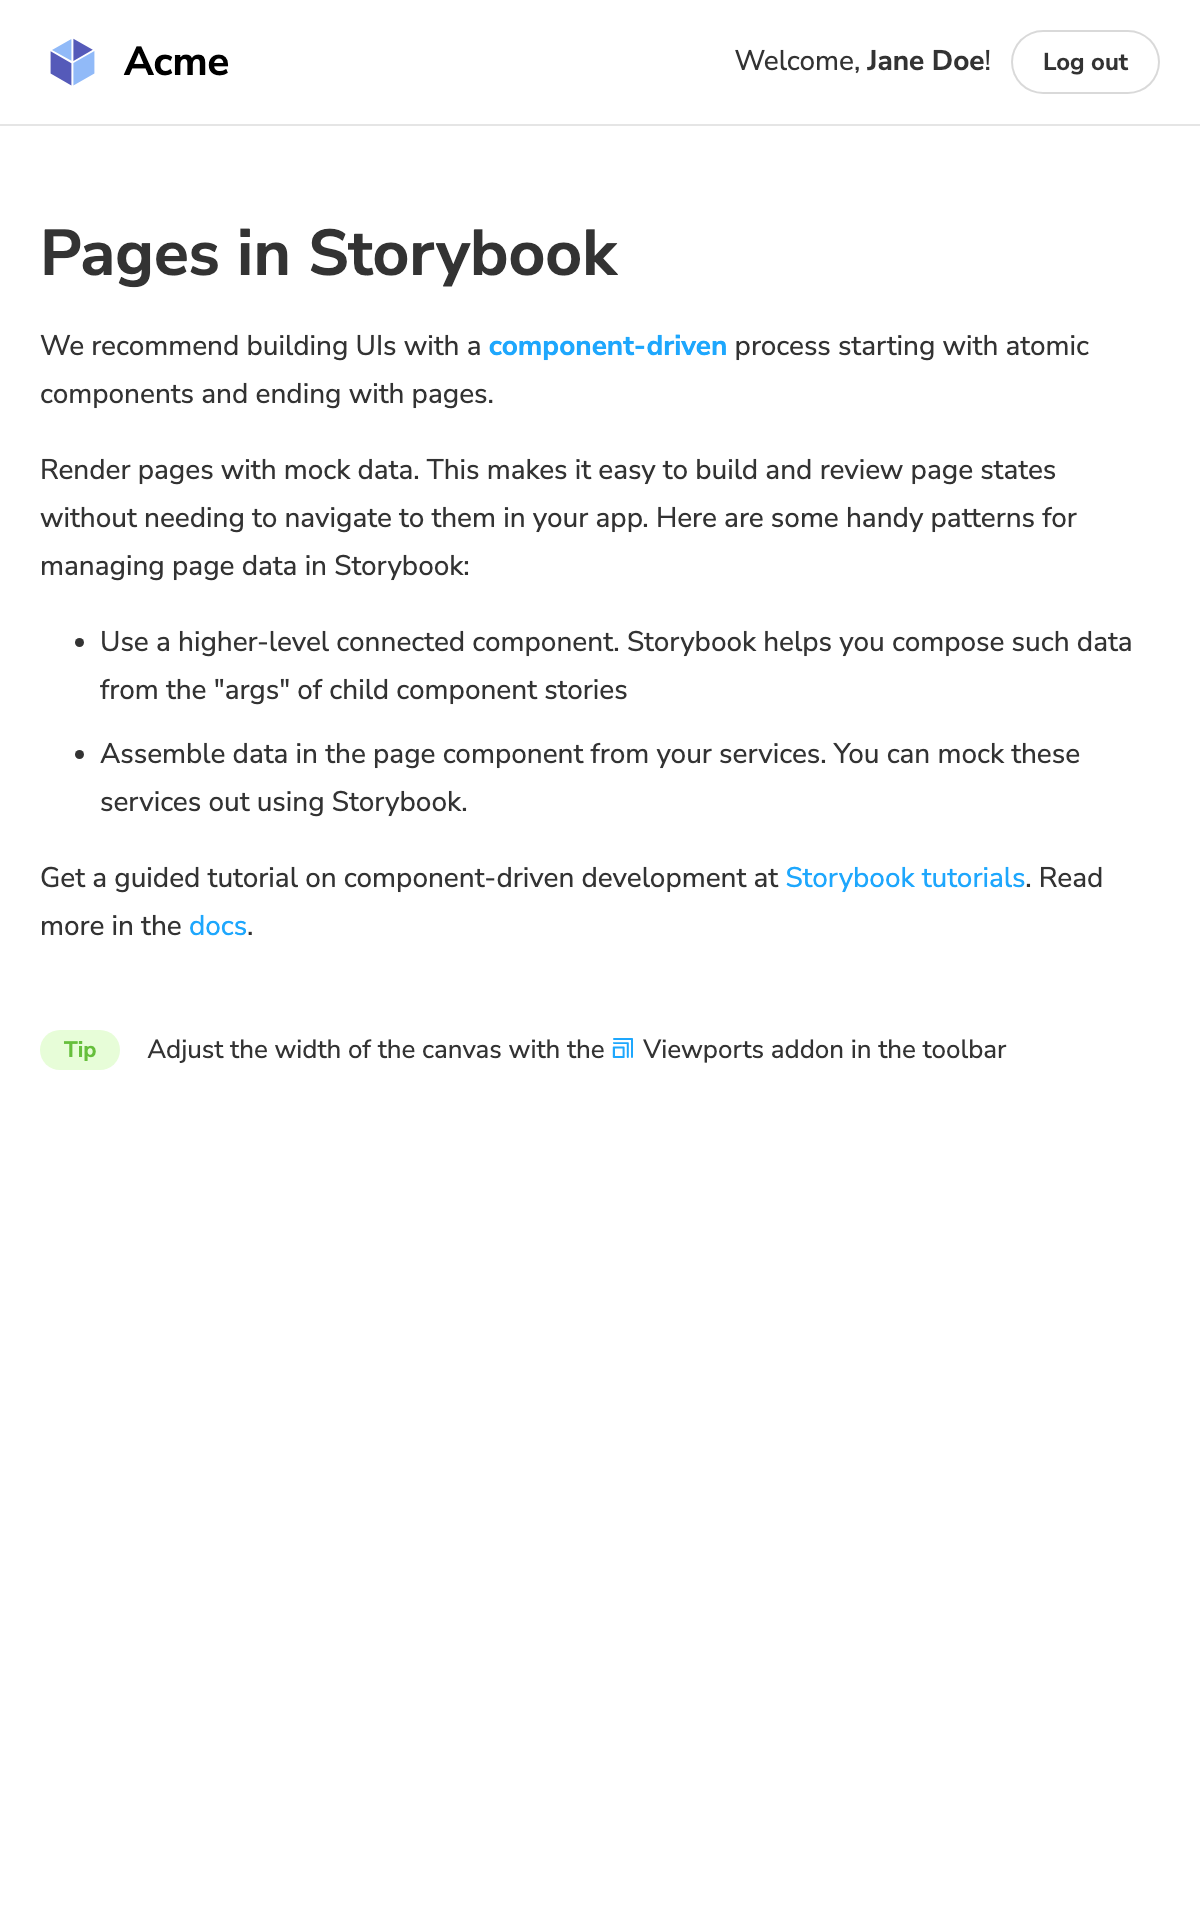 Acme
Welcome, Jane Doe!
Log out
Pages in Storybook
We recommend building UIs with a component-driven process starting with atomic
components and ending with pages.
Render pages with mock data. This makes it easy to build and review page states
without needing to navigate to them in your app. Here are some handy patterns for
managing page data in Storybook:
• Use a higher-level connected component. Storybook helps you compose such data
from the "args" of child component stories
• Assemble data in the page component from your services. You can mock these
services out using Storybook.
Get a guided tutorial on component-driven development at Storybook tutorials. Read
more in the docs.
Tip
Adjust the width of the canvas with the Viewports addon in the toolbar